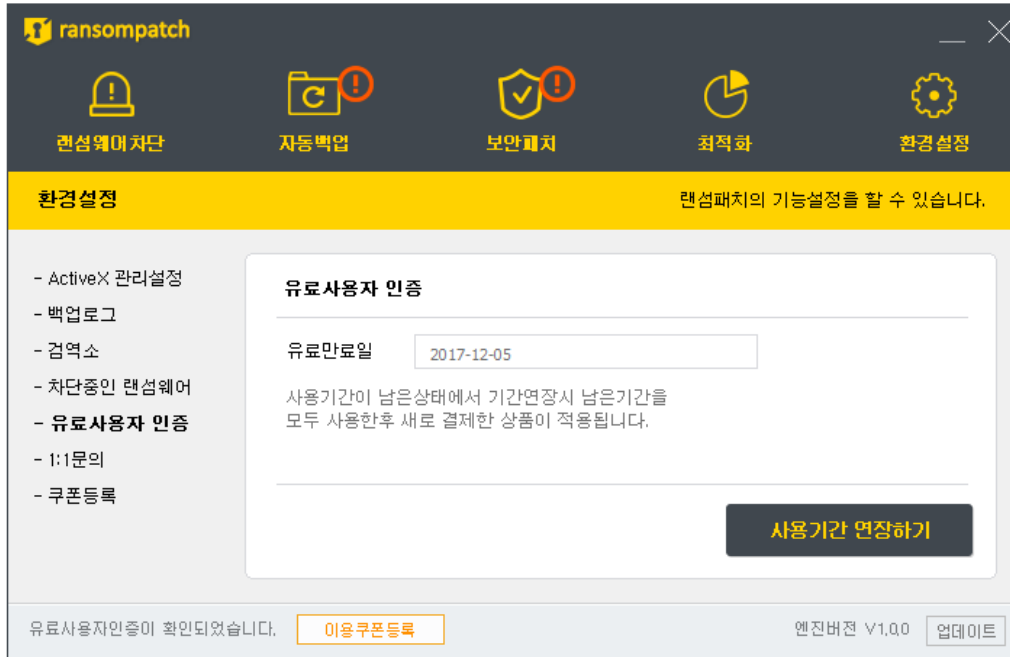 ransompatch
랜섬웨어차단
자동백업
보안패치
최적화
환경설정
환경설정
랜섬패치의 기능설정을 할 수 있습니다.
- ActiveX 관리설정
- 백업로그
- 검역소
- 차단중인 랜섬웨어
- 유료사용자 인증
- 1:1문의
- 쿠폰등록
유료사용자 인증
유료만료일
2017-12-05
사용기간이 남은상태에서 기간연장시 남은기간을
모두 사용한후 새로 결제한 상품이 적용됩니다.
사용기간 연장하기
유료사용자인증이 확인되었습니다.
이용쿠폰등록
엔진버전 V1.0.0
업데이트